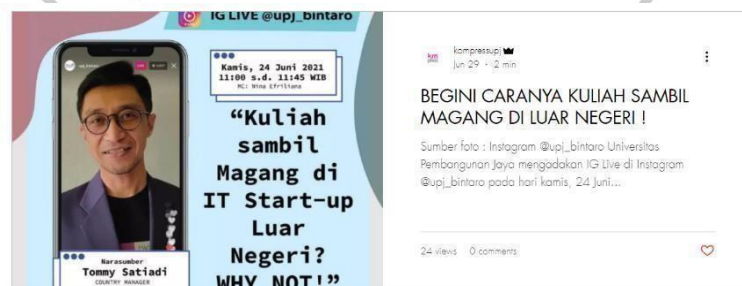 IG LIVE @upj_bintaro
Kamis, 24 Juni 2021
11:00 s.d. 11:45 WIB
MC: Nina Efriliana
“Kuliah
sambil
Magang di
IT Start-up
Luar
Negeri?
WHY NOT!”
Narasumber
Tommy Satiadi
COUNTRY MANAGER
kompressupj
Jun 29 · 2 min
BEGINI CARANYA KULIAH SAMBIL
MAGANG DI LUAR NEGERI !
Sumber foto : Instagram @upj_bintaro Universitas
Pembangunan Jaya mengadakan IG Live di Instagram
@upj_bintaro pada hari kamis, 24 Juni...
24 views 0 comments